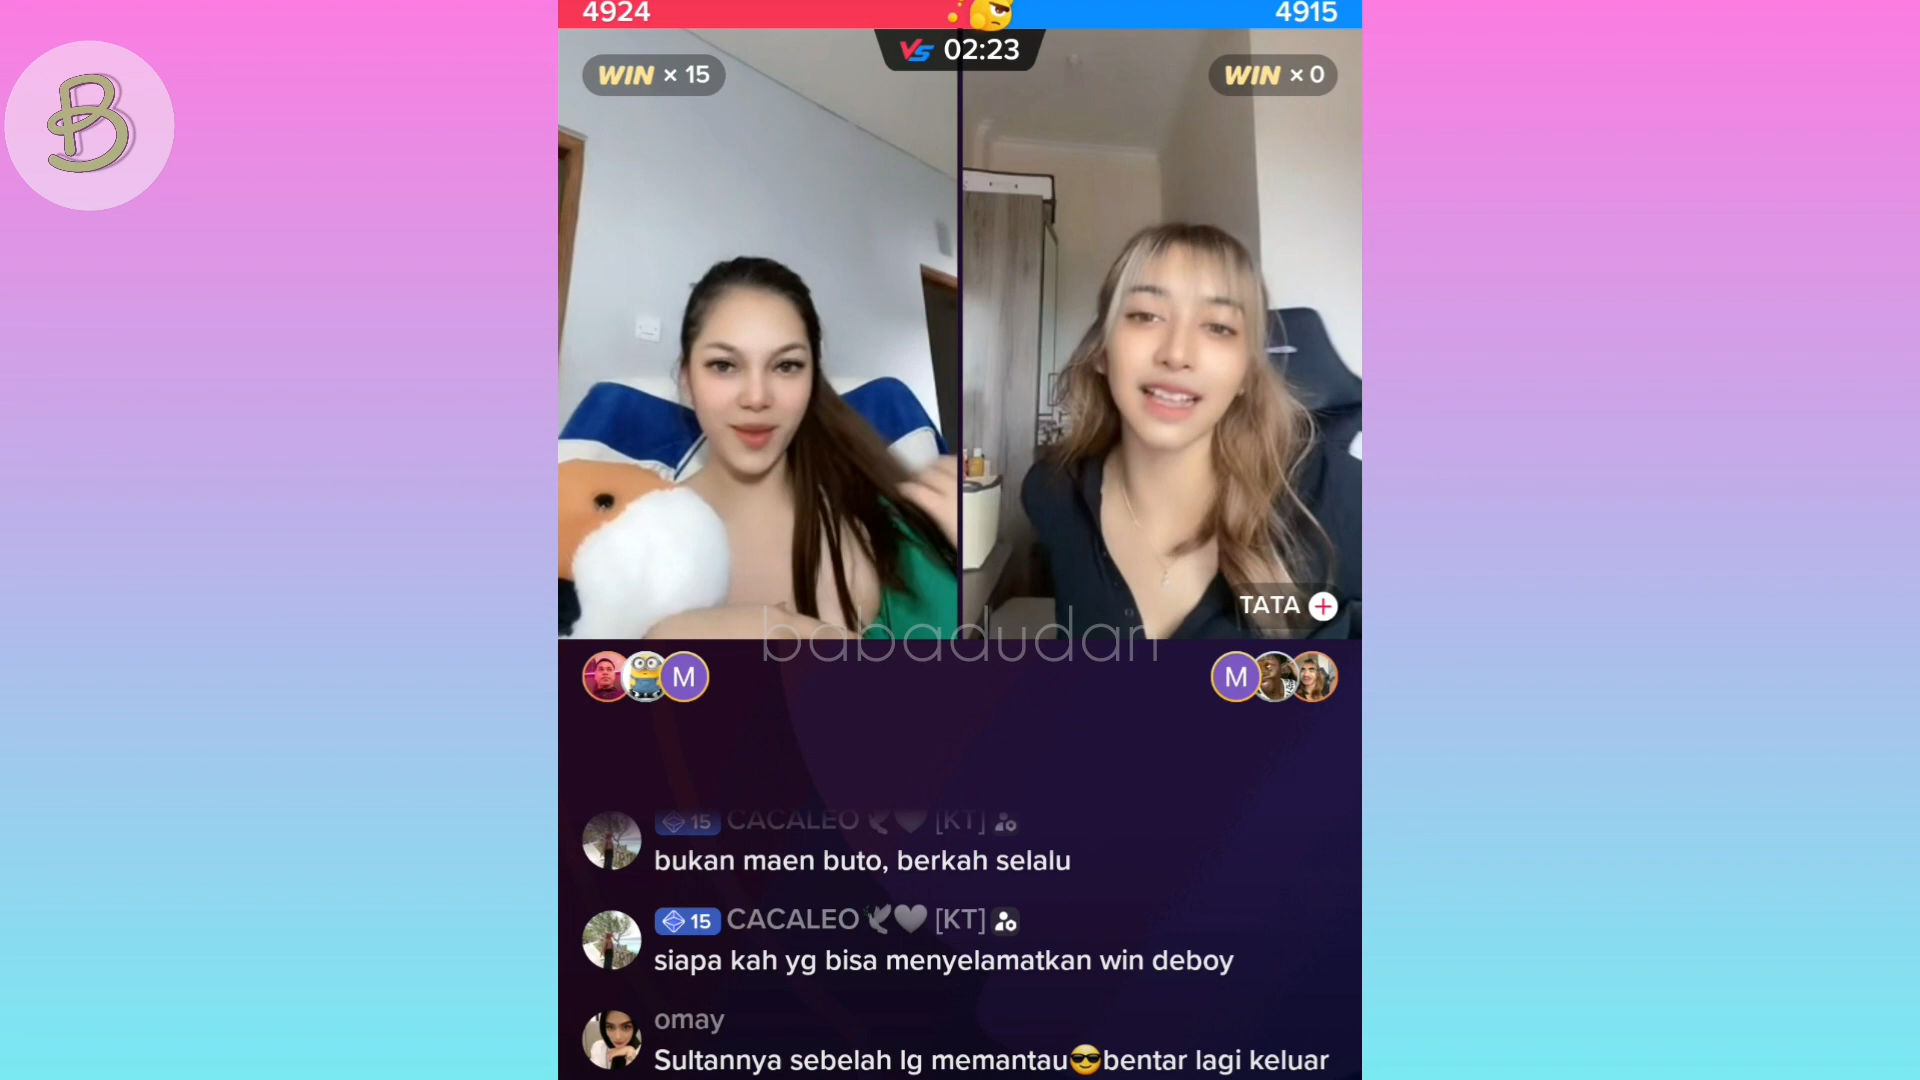 4924
4915
VS 02:23
WIN × 15
WIN × 0
B
TATA
babadudan
M
M
15 CACALEO [KT]
bukan maen buto, berkah selalu
15 CACALEO [KT]
siapa kah yg bisa menyelamatkan win deboy
omay
Sultannya sebelah lg memantau😎bentar lagi keluar